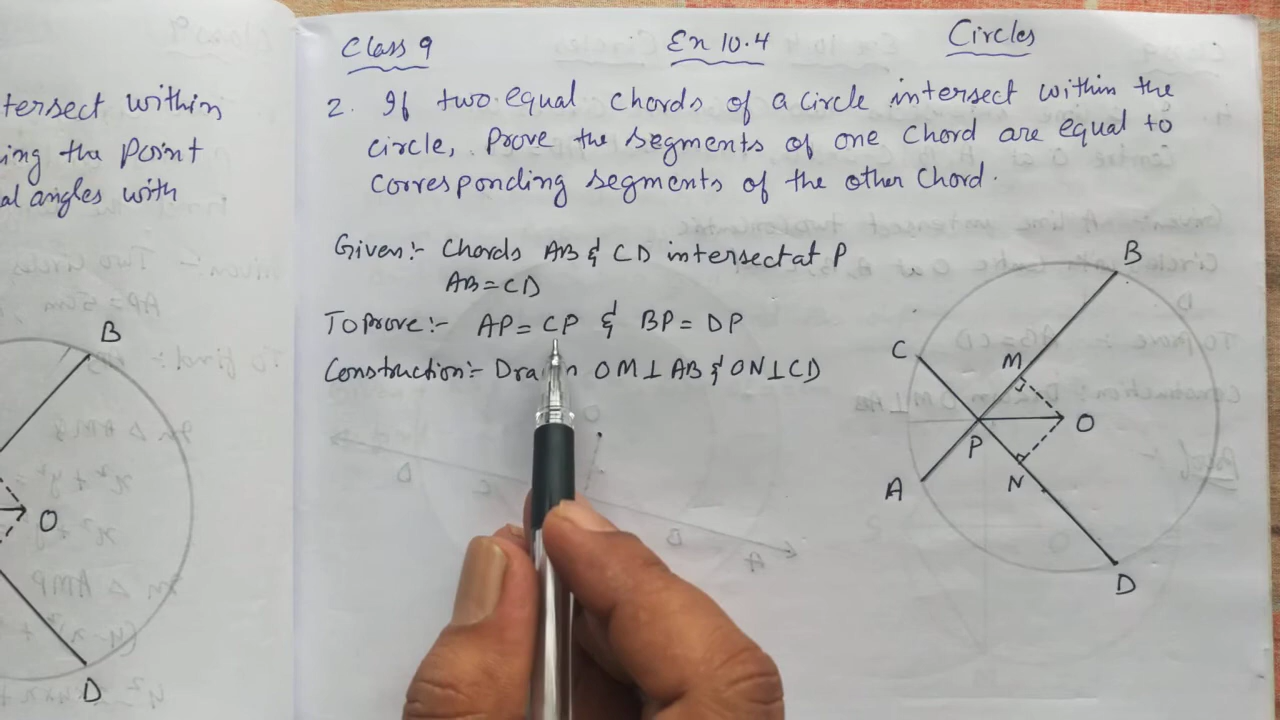 tersect within
ing the point
al angles with
B
O
D
Class 9 Ex 10.4 Circles
2. If two equal chords of a circle intersect within the
circle, Prove the segments of one chord are equal to
corresponding segments of the other chord.
Given:- Chords AB & CD intersect at P
AB = CD
To prove:- AP = CP & BP = DP
Construction:- Dra n OM ⊥ AB & ON ⊥ CD
B
C
M
O
P
A
N
D